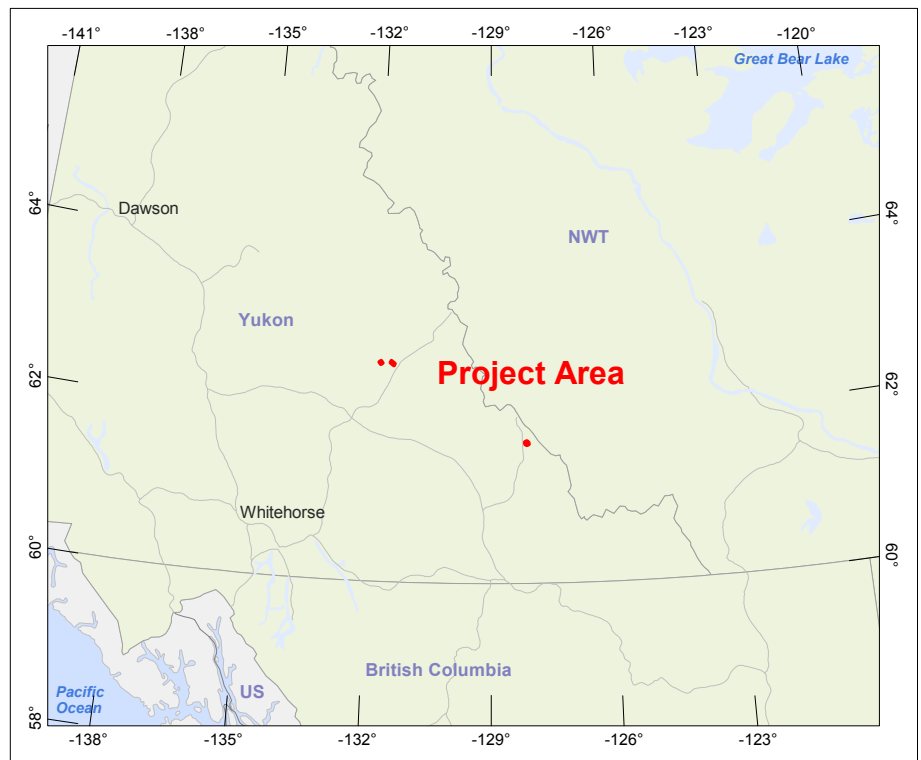 -141° -138° -135° -132° -129° -126° -123° -120°
Great Bear Lake
64° 64°
Dawson
NWT
Yukon
Project Area
62° 62°
Whitehorse
60° 60°
British Columbia
Pacific
Ocean
US
58°
-138° -135° -132° -129° -126° -123°